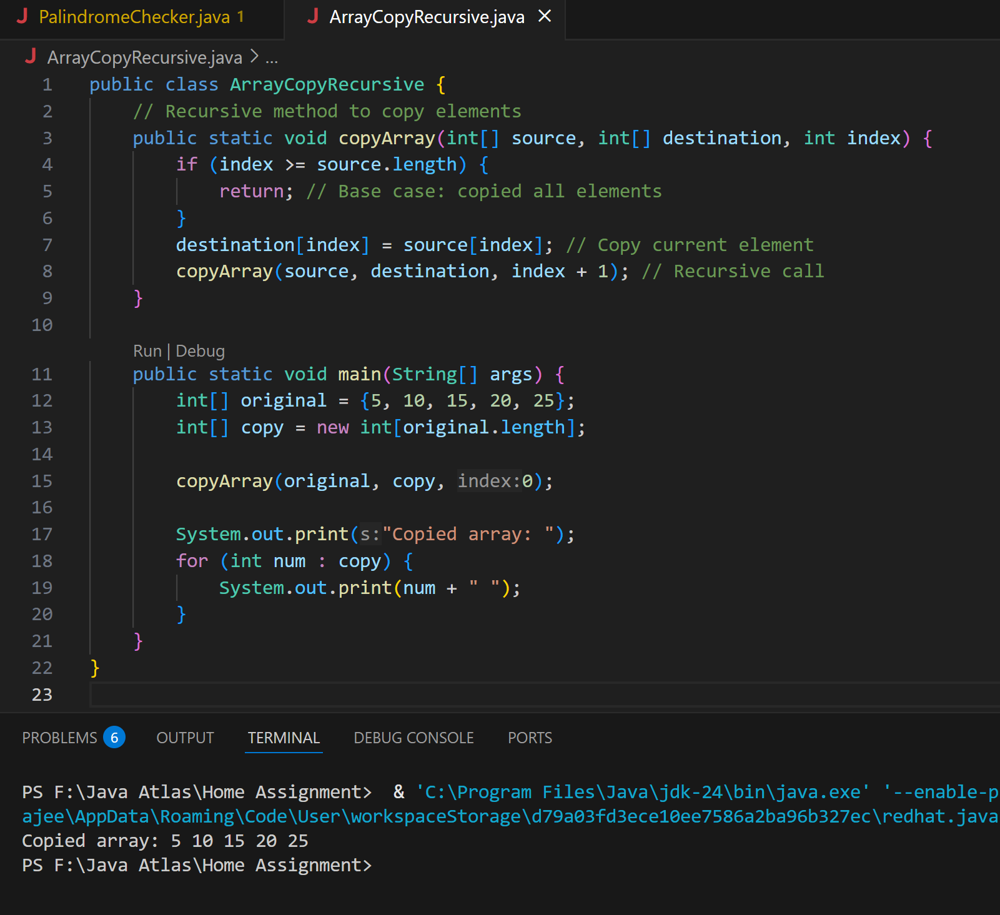 PalindromeChecker.java 1
ArrayCopyRecursive.java ×
ArrayCopyRecursive.java > ...
1 public class ArrayCopyRecursive {
2     // Recursive method to copy elements
3     public static void copyArray(int[] source, int[] destination, int index) {
4         if (index >= source.length) {
5             return; // Base case: copied all elements
6         }
7         destination[index] = source[index]; // Copy current element
8         copyArray(source, destination, index + 1); // Recursive call
9     }
10
Run | Debug
11     public static void main(String[] args) {
12         int[] original = {5, 10, 15, 20, 25};
13         int[] copy = new int[original.length];
14
15         copyArray(original, copy, index:0);
16
17         System.out.print(s:"Copied array: ");
18         for (int num : copy) {
19             System.out.print(num + " ");
20         }
21     }
22 }
23
PROBLEMS 6 OUTPUT TERMINAL DEBUG CONSOLE PORTS
PS F:\Java Atlas\Home Assignment>  & 'C:\Program Files\Java\jdk-24\bin\java.exe' '--enable-p
ajee\AppData\Roaming\Code\User\workspaceStorage\d79a03fd3ece10ee7586a2ba96b327ec\redhat.java
Copied array: 5 10 15 20 25
PS F:\Java Atlas\Home Assignment>